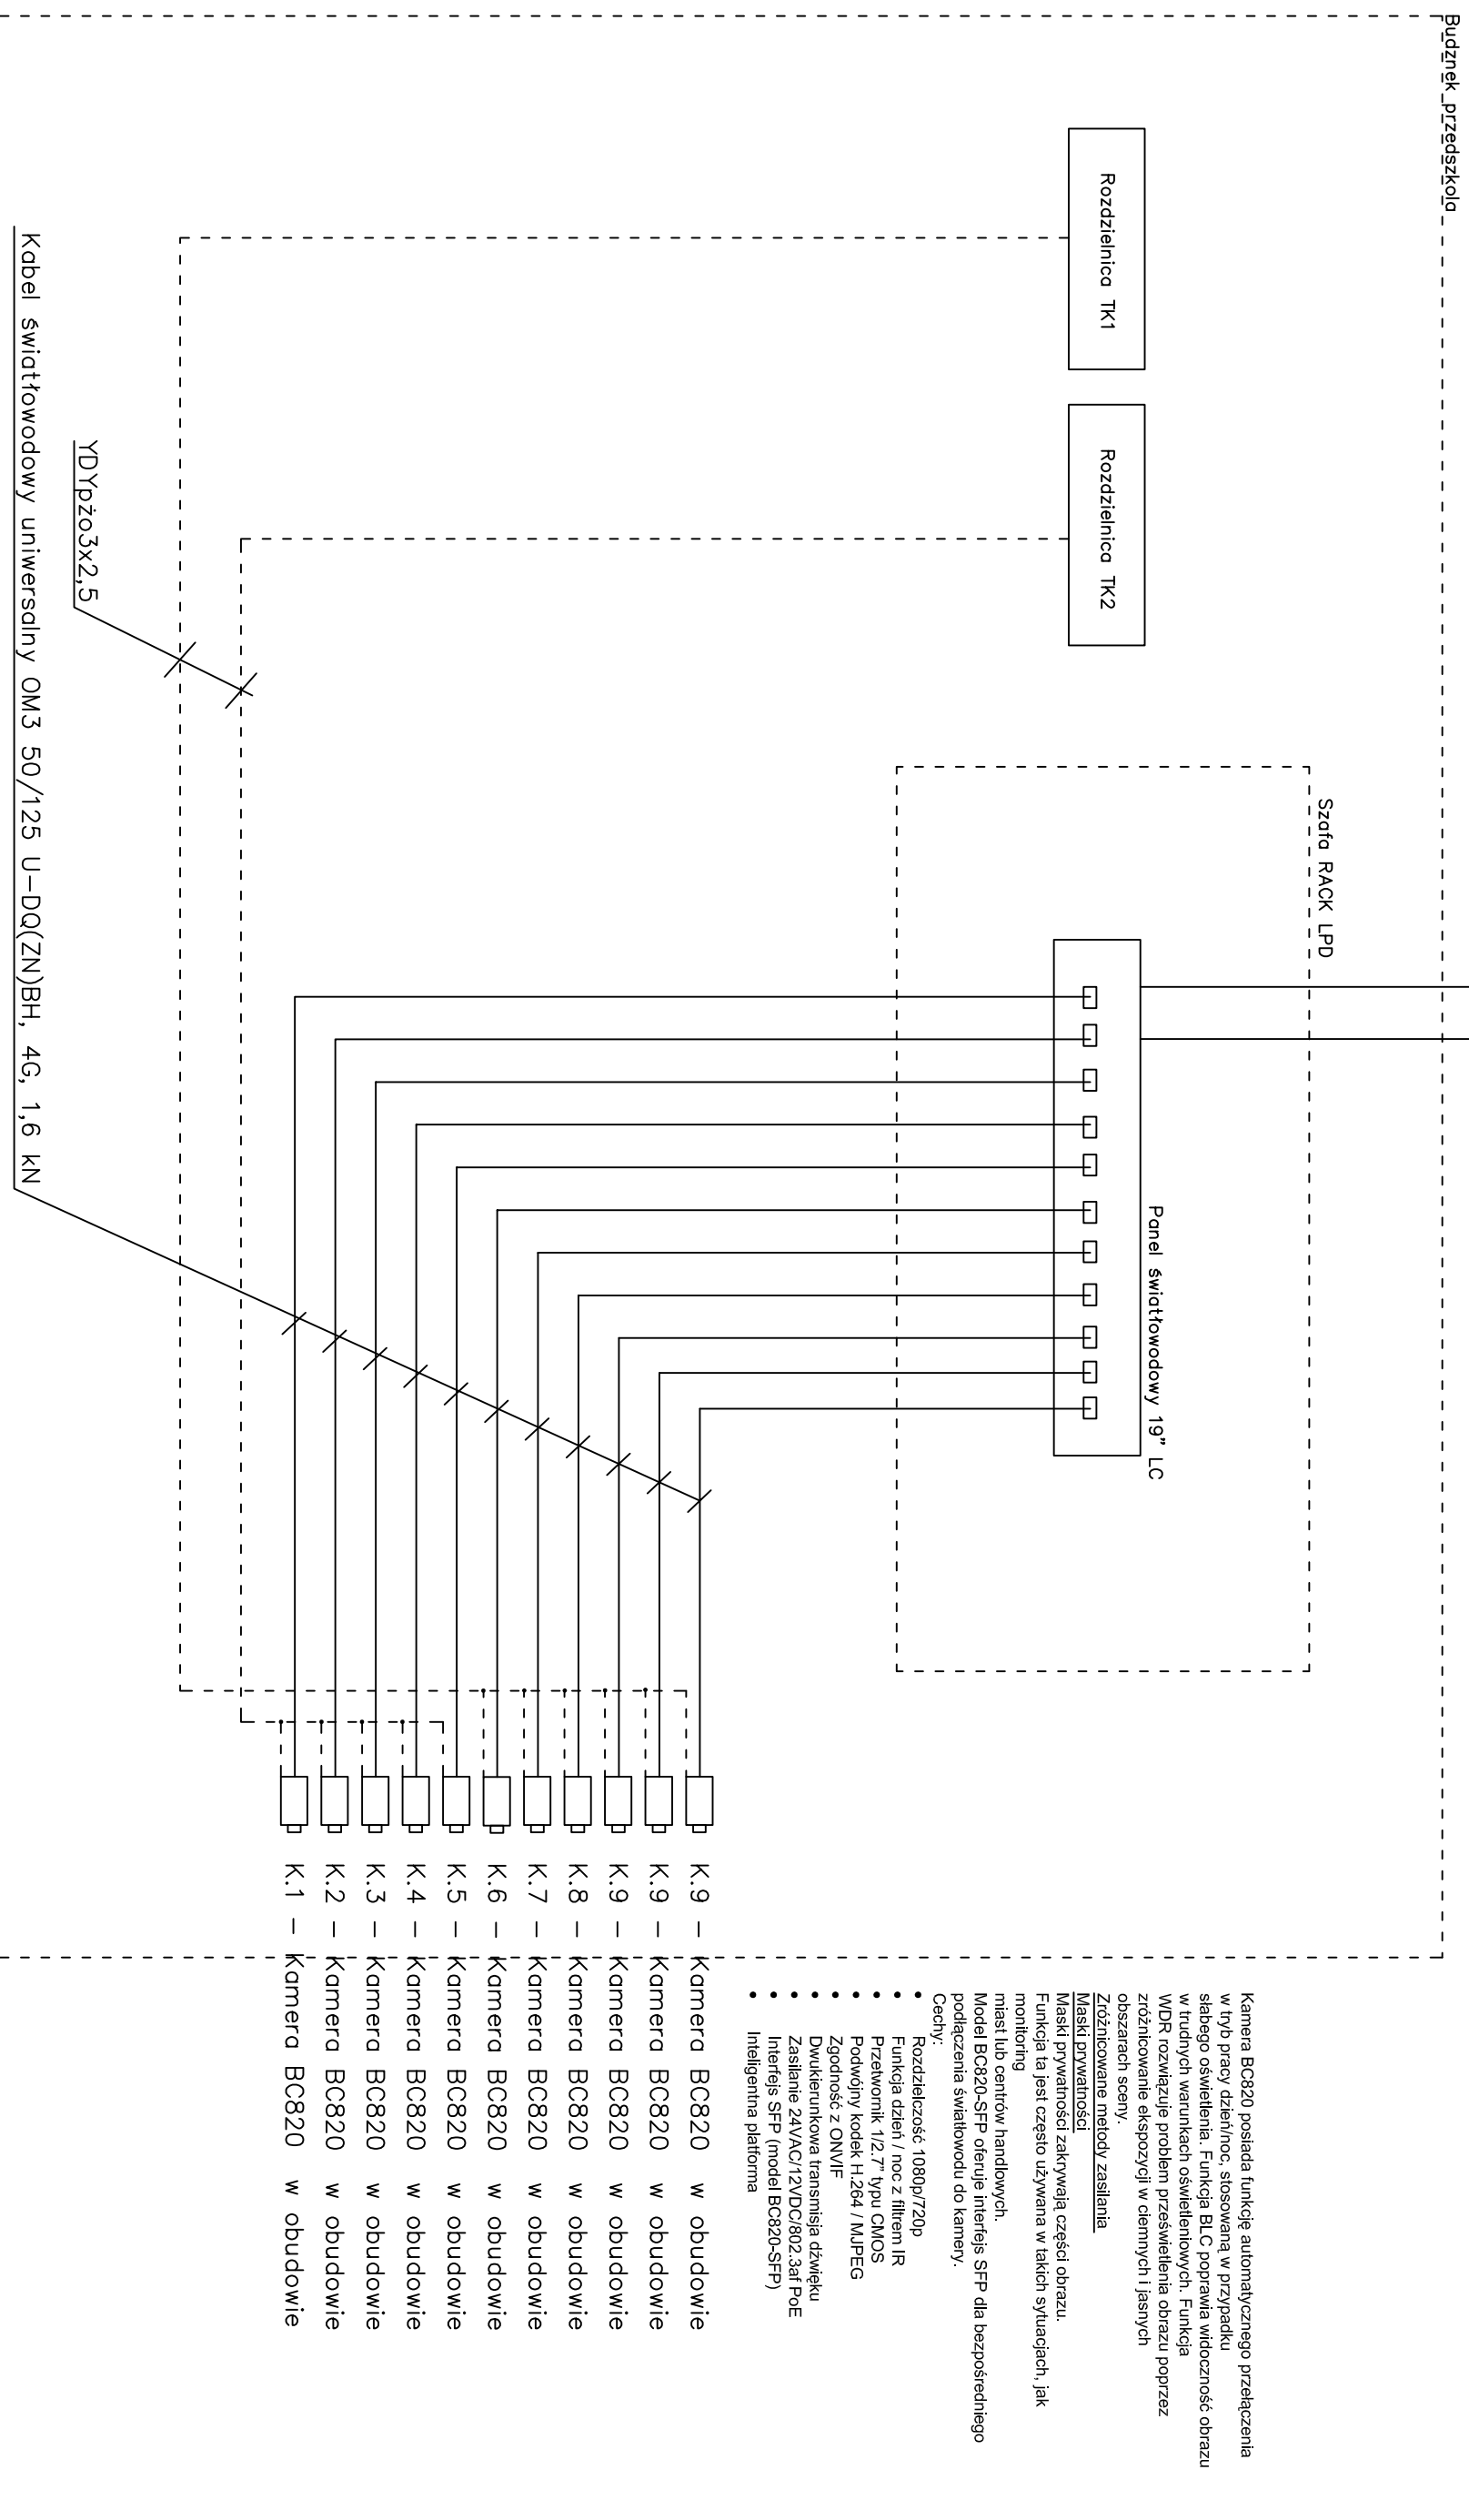 Budznek przedszkola
Rozdzielnica TK1
Rozdzielnica TK2
Szafa RACK LPD
Panel światłowodowy 19" LC
Kamera BC820 posiada funkcję automatycznego przełączenia
w tryb pracy dzień/noc, stosowaną w przypadku
słabego oświetlenia. Funkcja BLC poprawia widoczność obrazu
w trudnych warunkach oświetleniowych. Funkcja
WDR rozwiązuje problem prześwietlenia obrazu poprzez
zróżnicowanie ekspozycji w ciemnych i jasnych
obszarach sceny.
Zróżnicowane metody zasilania
Maski prywatności
Maski prywatności zakrywają części obrazu.
Funkcja ta jest często używana w takich sytuacjach, jak
monitoring
miast lub centrów handlowych.
Model BC820-SFP oferuje interfejs SFP dla bezpośredniego
podłączenia światłowodu do kamery.
Cechy:
• Rozdzielczość 1080p/720p
• Funkcja dzień / noc z filtrem IR
• Przetwornik 1/2.7" typu CMOS
• Podwójny kodek H.264 / MJPEG
• Zgodność z ONVIF
• Dwukierunkowa transmisja dźwięku
• Zasilanie 24VAC/12VDC/802.3af PoE
• Interfejs SFP (model BC820-SFP)
• Inteligentna platforma
K.9 – Kamera BC820 w obudowie
K.9 – Kamera BC820 w obudowie
K.9 – Kamera BC820 w obudowie
K.8 – Kamera BC820 w obudowie
K.7 – Kamera BC820 w obudowie
K.6 – Kamera BC820 w obudowie
K.5 – Kamera BC820 w obudowie
K.4 – Kamera BC820 w obudowie
K.3 – Kamera BC820 w obudowie
K.2 – Kamera BC820 w obudowie
K.1 – Kamera BC820 w obudowie
YDYpżo3x2,5
Kabel światłowodowy uniwersalny OM3 50/125 U–DQ(ZN)BH, 4G, 1,6 kN